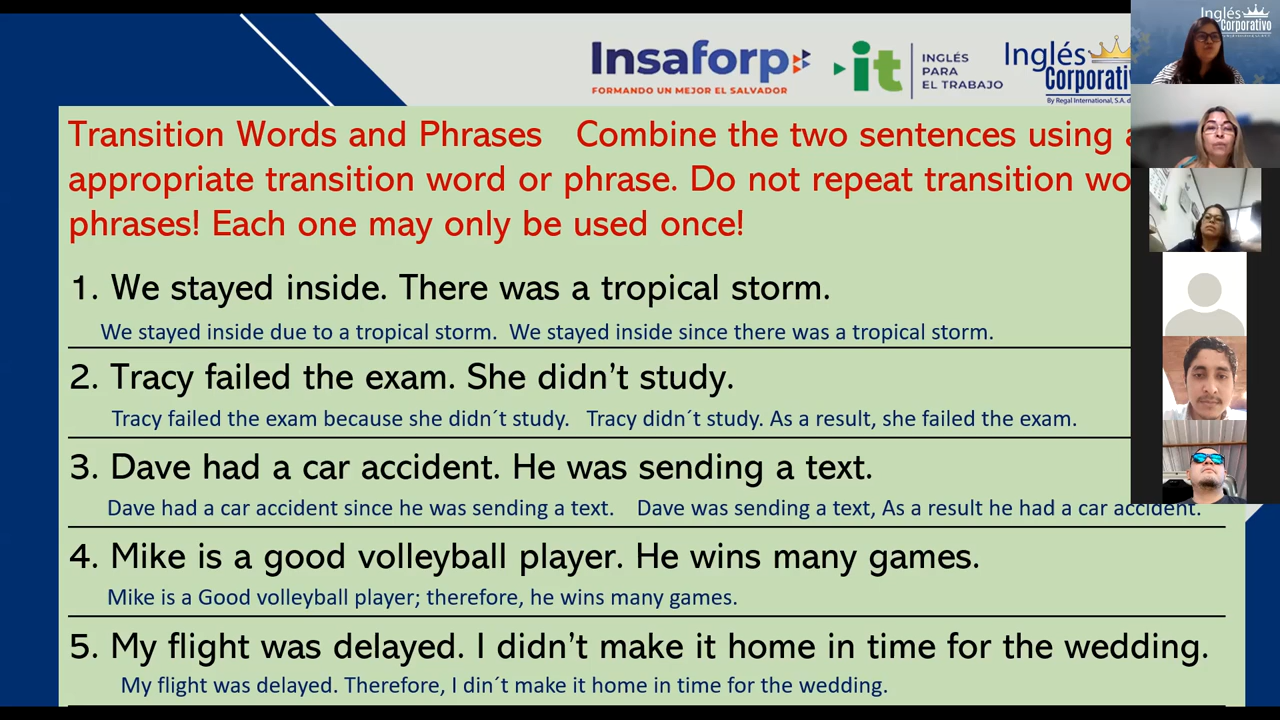 Insaforp
FORMANDO UN MEJOR EL SALVADOR
it
INGLÉS
PARA
EL TRABAJO
Inglés
Corporativ
By Regal International, S.A. d
Inglés
Corporativo
Transition Words and Phrases Combine the two sentences using
appropriate transition word or phrase. Do not repeat transition wo
phrases! Each one may only be used once!
1. We stayed inside. There was a tropical storm.
We stayed inside due to a tropical storm. We stayed inside since there was a tropical storm.
2. Tracy failed the exam. She didn't study.
Tracy failed the exam because she didn´t study. Tracy didn´t study. As a result, she failed the exam.
3. Dave had a car accident. He was sending a text.
Dave had a car accident since he was sending a text. Dave was sending a text, As a result he had a car accident.
4. Mike is a good volleyball player. He wins many games.
Mike is a Good volleyball player; therefore, he wins many games.
5. My flight was delayed. I didn't make it home in time for the wedding.
My flight was delayed. Therefore, I din´t make it home in time for the wedding.